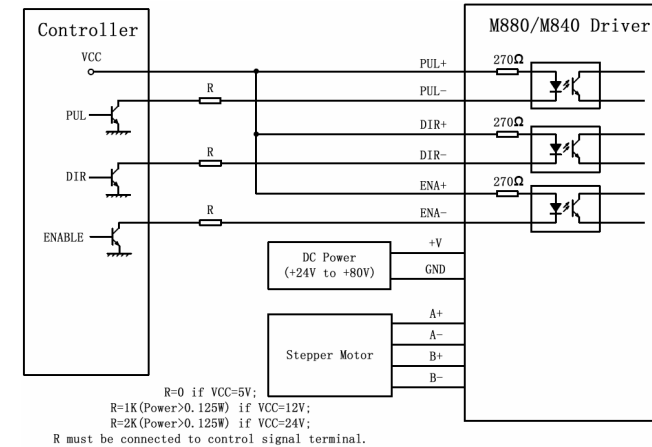 Controller
M880/M840 Driver
VCC
PUL+
270Ω
R
PUL-
PUL
DIR+
270Ω
R
DIR-
DIR
ENA+
270Ω
R
ENA-
ENABLE
+V
DC Power
(+24V to +80V)
GND
A+
A-
Stepper Motor
B+
B-
R=0 if VCC=5V;
R=1K(Power>0.125W) if VCC=12V;
R=2K(Power>0.125W) if VCC=24V;
R must be connected to control signal terminal.